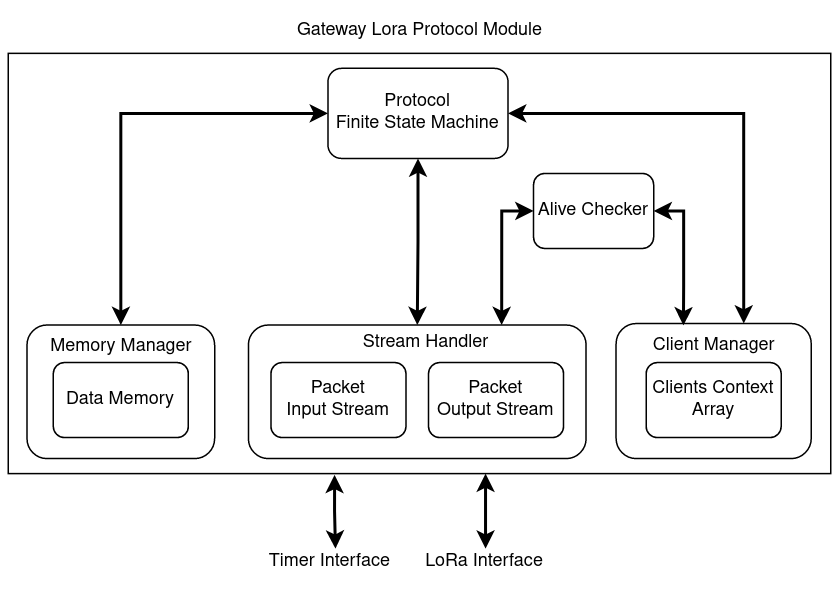 Gateway Lora Protocol Module
Protocol
Finite State Machine
Alive Checker
Memory Manager
Data Memory
Stream Handler
Packet
Input Stream
Packet
Output Stream
Client Manager
Clients Context
Array
Timer Interface
LoRa Interface